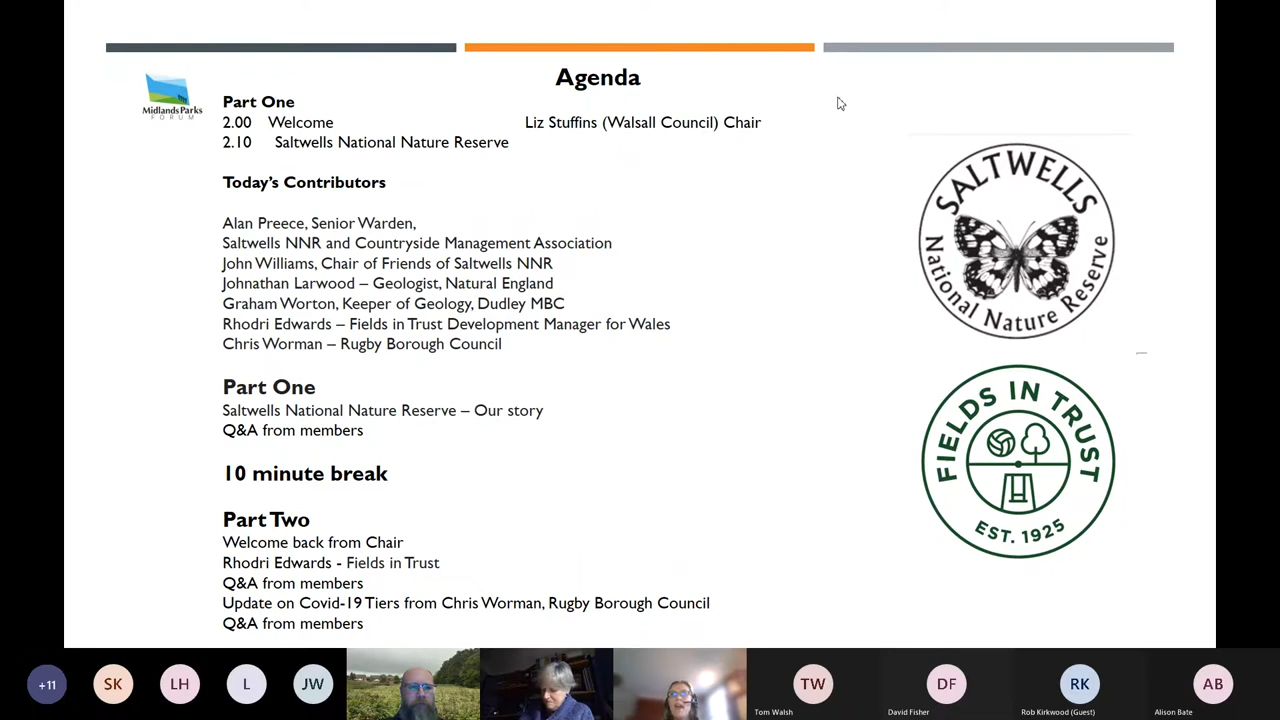 Agenda
Midlands Parks
FORUM
Part One
2.00 Welcome Liz Stuffins (Walsall Council) Chair
2.10 Saltwells National Nature Reserve
Today's Contributors
Alan Preece, Senior Warden,
Saltwells NNR and Countryside Management Association
John Williams, Chair of Friends of Saltwells NNR
Johnathan Larwood – Geologist, Natural England
Graham Worton, Keeper of Geology, Dudley MBC
Rhodri Edwards – Fields in Trust Development Manager for Wales
Chris Worman – Rugby Borough Council
Part One
Saltwells National Nature Reserve – Our story
Q&A from members
10 minute break
Part Two
Welcome back from Chair
Rhodri Edwards - Fields in Trust
Q&A from members
Update on Covid-19 Tiers from Chris Worman, Rugby Borough Council
Q&A from members
SALTWELLS
National Nature Reserve
FIELDS IN TRUST
EST. 1925
+11
SK
LH
L
JW
TW
DF
RK
AB
Tom Walsh
David Fisher
Rob Kirkwood (Guest)
Alison Bate